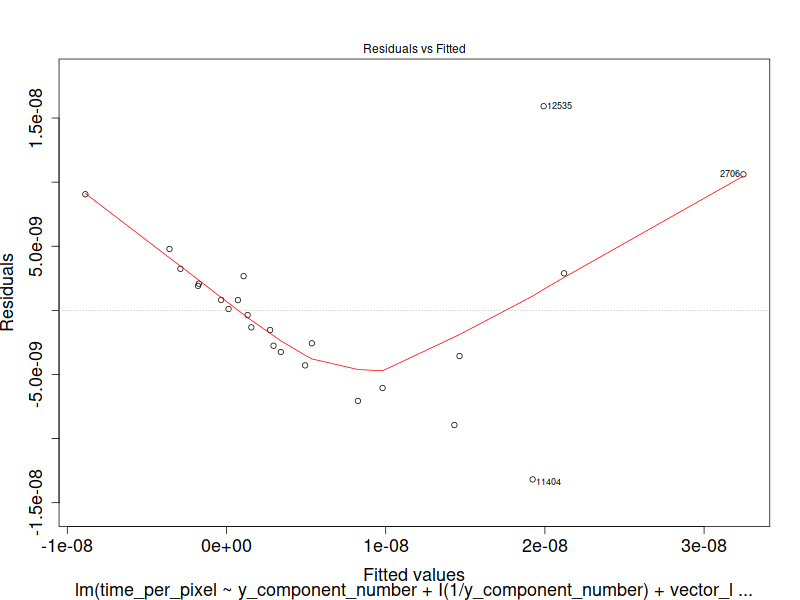 Residuals vs Fitted
Residuals
1.5e-08
5.0e-09
-5.0e-09
-1.5e-08
12535
2706
11404
-1e-08 0e+00 1e-08 2e-08 3e-08
Fitted values
lm(time_per_pixel ~ y_component_number + I(1/y_component_number) + vector_l ...